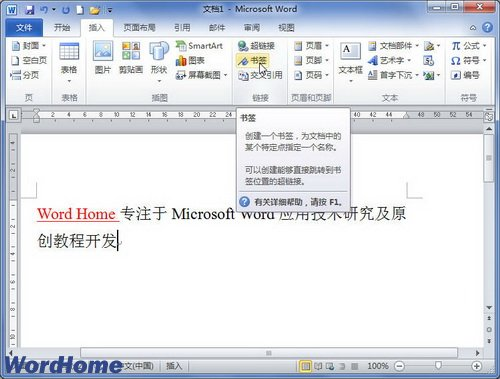 文档1 - Microsoft Word
文件 开始 插入 页面布局 引用 邮件 审阅 视图
封面 空白页 分页
页
表格
表格
图片 剪贴画 形状 SmartArt 图表 屏幕截图
插图
超链接 书签 交叉引用
链接
页眉 页脚 页码
页眉和页脚
文本框 文档部件 艺术字 首字下沉
文本
公式 符号 编号
符号
书签
创建一个书签，为文档中的
某个特定点指定一个名称。
可以创建能够直接跳转到书
签位置的超链接。
有关详细帮助，请按 F1。
Word Home 专注于 Microsoft Word 应用技术研究及原
创教程开发
WordHome
文(中国) 插入 100%